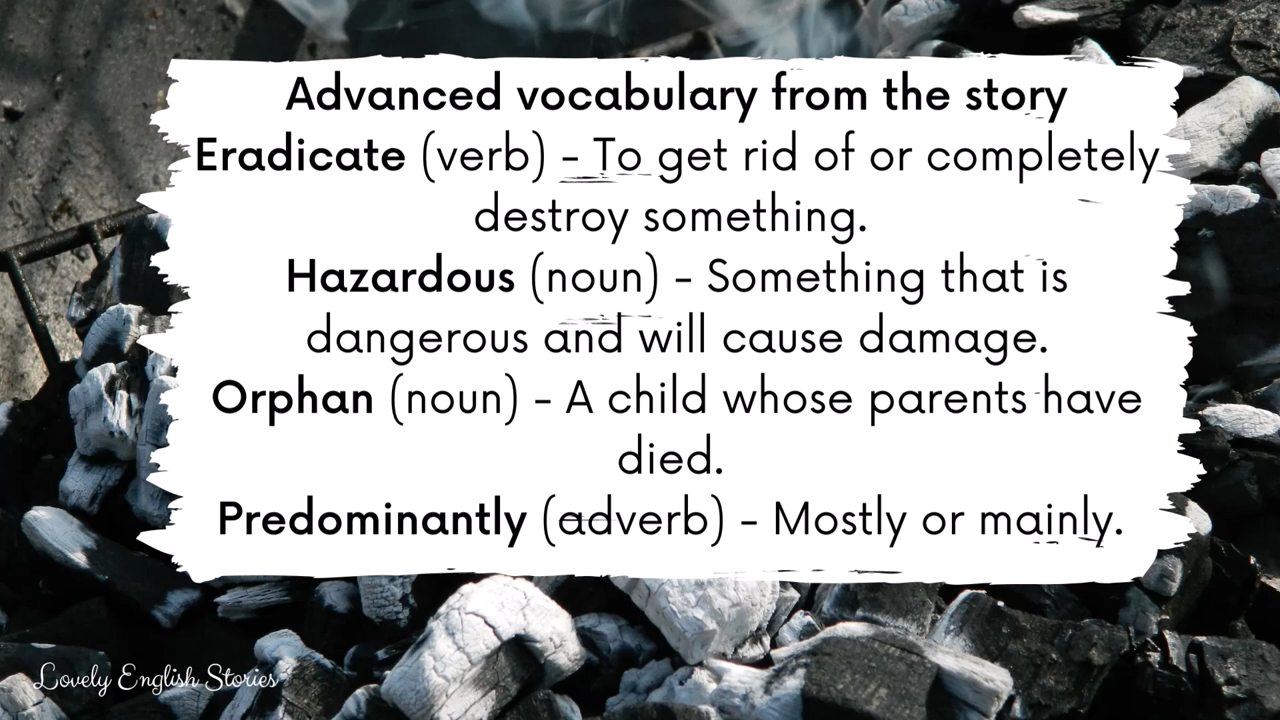 Advanced vocabulary from the story
Eradicate (verb) - To get rid of or completely
destroy something.
Hazardous (noun) - Something that is
dangerous and will cause damage.
Orphan (noun) - A child whose parents have
died.
Predominantly (adverb) - Mostly or mainly.
Lovely English Stories